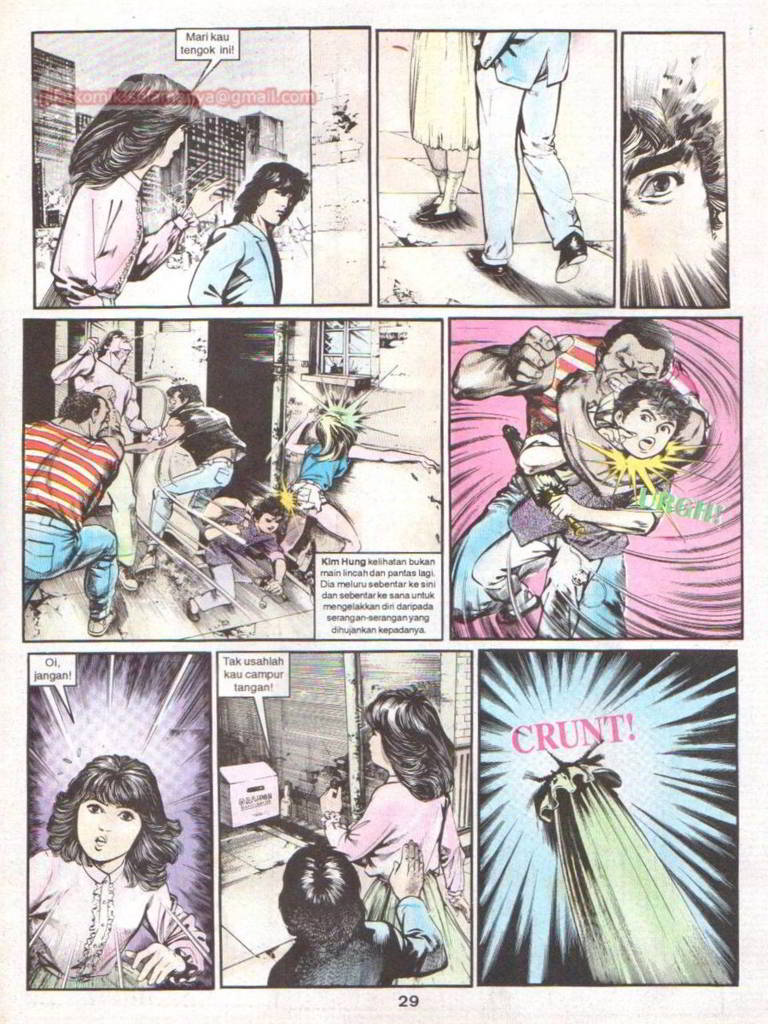 Mari kau
tengok ini!
Kim Hung kelihatan bukan
main lincah dan pantas lagi.
Dia meluru sebentar ke sini
dan sebentar ke sana untuk
mengelakkan diri daripada
serangan-serangan yang
dihujankan kepadanya.
URGH!
Oi,
jangan!
Tak usahlah
kau campur
tangan!
CRUNT!
29